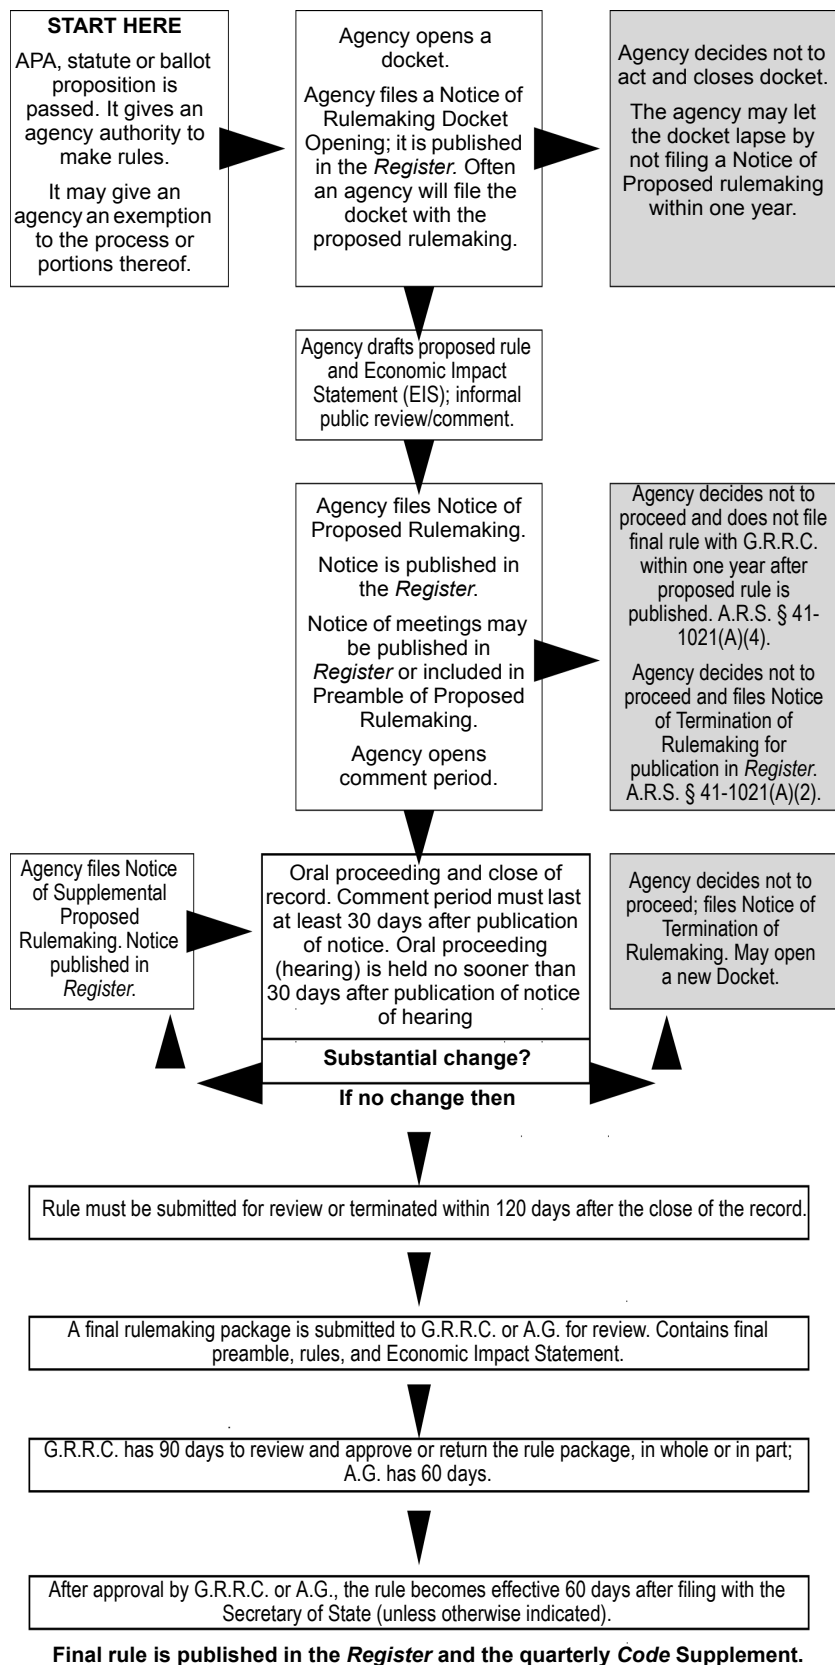 START HERE
APA, statute or ballot
proposition is
passed. It gives an
agency authority to
make rules.
It may give an
agency an exemption
to the process or
portions thereof.
Agency opens a
docket.
Agency files a Notice of
Rulemaking Docket
Opening; it is published
in the Register. Often
an agency will file the
docket with the
proposed rulemaking.
Agency decides not to
act and closes docket.
The agency may let
the docket lapse by
not filing a Notice of
Proposed rulemaking
within one year.
Agency drafts proposed rule
and Economic Impact
Statement (EIS); informal
public review/comment.
Agency files Notice of
Proposed Rulemaking.
Notice is published in
the Register.
Notice of meetings may
be published in
Register or included in
Preamble of Proposed
Rulemaking.
Agency opens
comment period.
Agency decides not to
proceed and does not file
final rule with G.R.R.C.
within one year after
proposed rule is
published. A.R.S. § 41-
1021(A)(4).
Agency decides not to
proceed and files Notice
of Termination of
Rulemaking for
publication in Register.
A.R.S. § 41-1021(A)(2).
Agency files Notice
of Supplemental
Proposed
Rulemaking. Notice
published in
Register.
Oral proceeding and close of
record. Comment period must last
at least 30 days after publication
of notice. Oral proceeding
(hearing) is held no sooner than
30 days after publication of notice
of hearing
Agency decides not to
proceed; files Notice of
Termination of
Rulemaking. May open
a new Docket.
Substantial change?
If no change then
Rule must be submitted for review or terminated within 120 days after the close of the record.
A final rulemaking package is submitted to G.R.R.C. or A.G. for review. Contains final
preamble, rules, and Economic Impact Statement.
G.R.R.C. has 90 days to review and approve or return the rule package, in whole or in part;
A.G. has 60 days.
After approval by G.R.R.C. or A.G., the rule becomes effective 60 days after filing with the
Secretary of State (unless otherwise indicated).
Final rule is published in the Register and the quarterly Code Supplement.